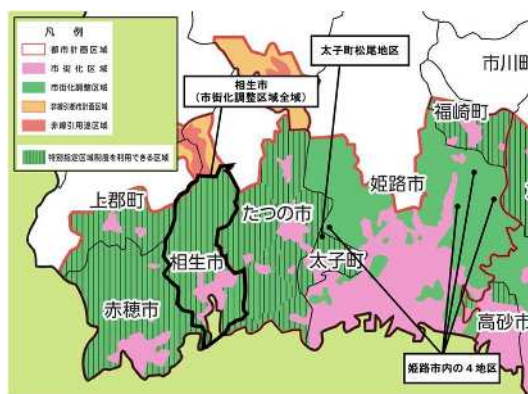 凡例
都市計画区域
市街化区域
市街化調整区域
非線引都市計画区域
非線引用途区域
特別指定区域制度を利用できる区域
太子町松尾地区
相生市
(市街化調整区域全域)
市川町
福崎町
上郡町
姫路市
たつの市
相生市
太子町
赤穂市
高砂市
姫路市内の4地区